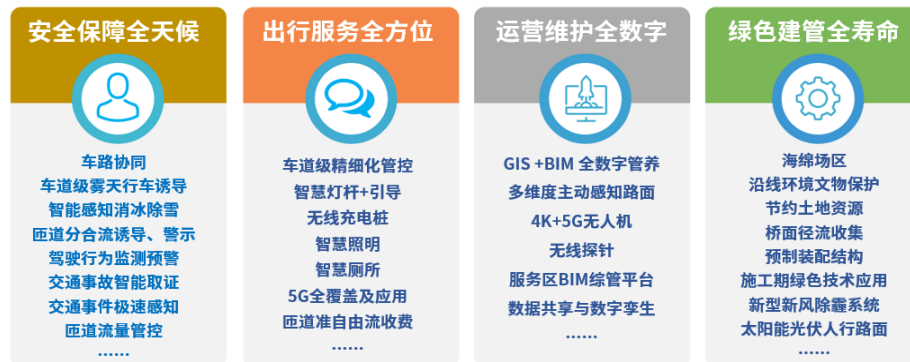 安全保障全天候
车路协同
车道级雾天行车诱导
智能感知消冰除雪
匝道分合流诱导、警示
驾驶行为监测预警
交通事故智能取证
交通事件极速感知
匝道流量管控
……
出行服务全方位
车道级精细化管控
智慧灯杆+引导
无线充电桩
智慧照明
智慧厕所
5G全覆盖及应用
匝道准自由流收费
……
运营维护全数字
GIS +BIM 全数字管养
多维度主动感知路面
4K+5G无人机
无线探针
服务区BIM综管平台
数据共享与数字孪生
……
绿色建管全寿命
海绵场区
沿线环境文物保护
节约土地资源
桥面径流收集
预制装配结构
施工期绿色技术应用
新型新风除霾系统
太阳能光伏人行路面
……